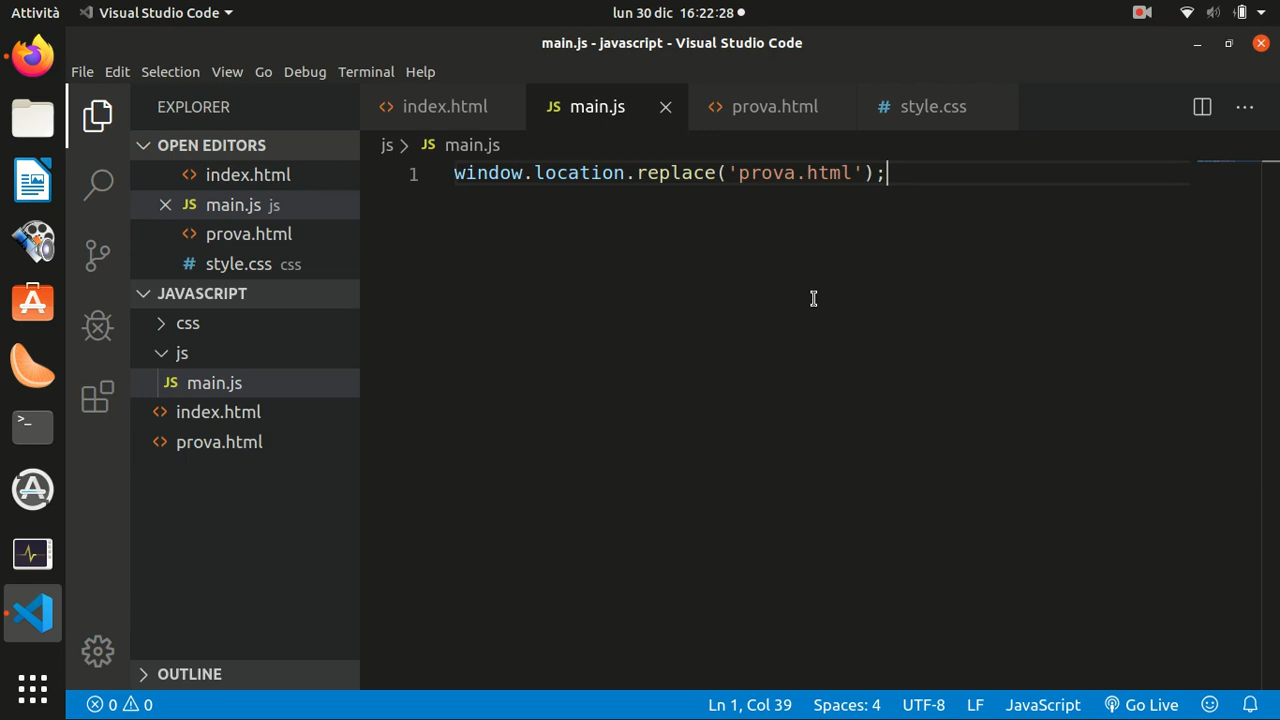 Attività Visual Studio Code lun 30 dic 16:22:28
main.js - javascript - Visual Studio Code
File Edit Selection View Go Debug Terminal Help
EXPLORER
OPEN EDITORS
index.html
main.js js
prova.html
style.css css
JAVASCRIPT
css
js
JS main.js
index.html
prova.html
OUTLINE
index.html JS main.js prova.html # style.css
js > JS main.js
1 window.location.replace('prova.html');
0 0 Ln 1, Col 39 Spaces: 4 UTF-8 LF JavaScript Go Live